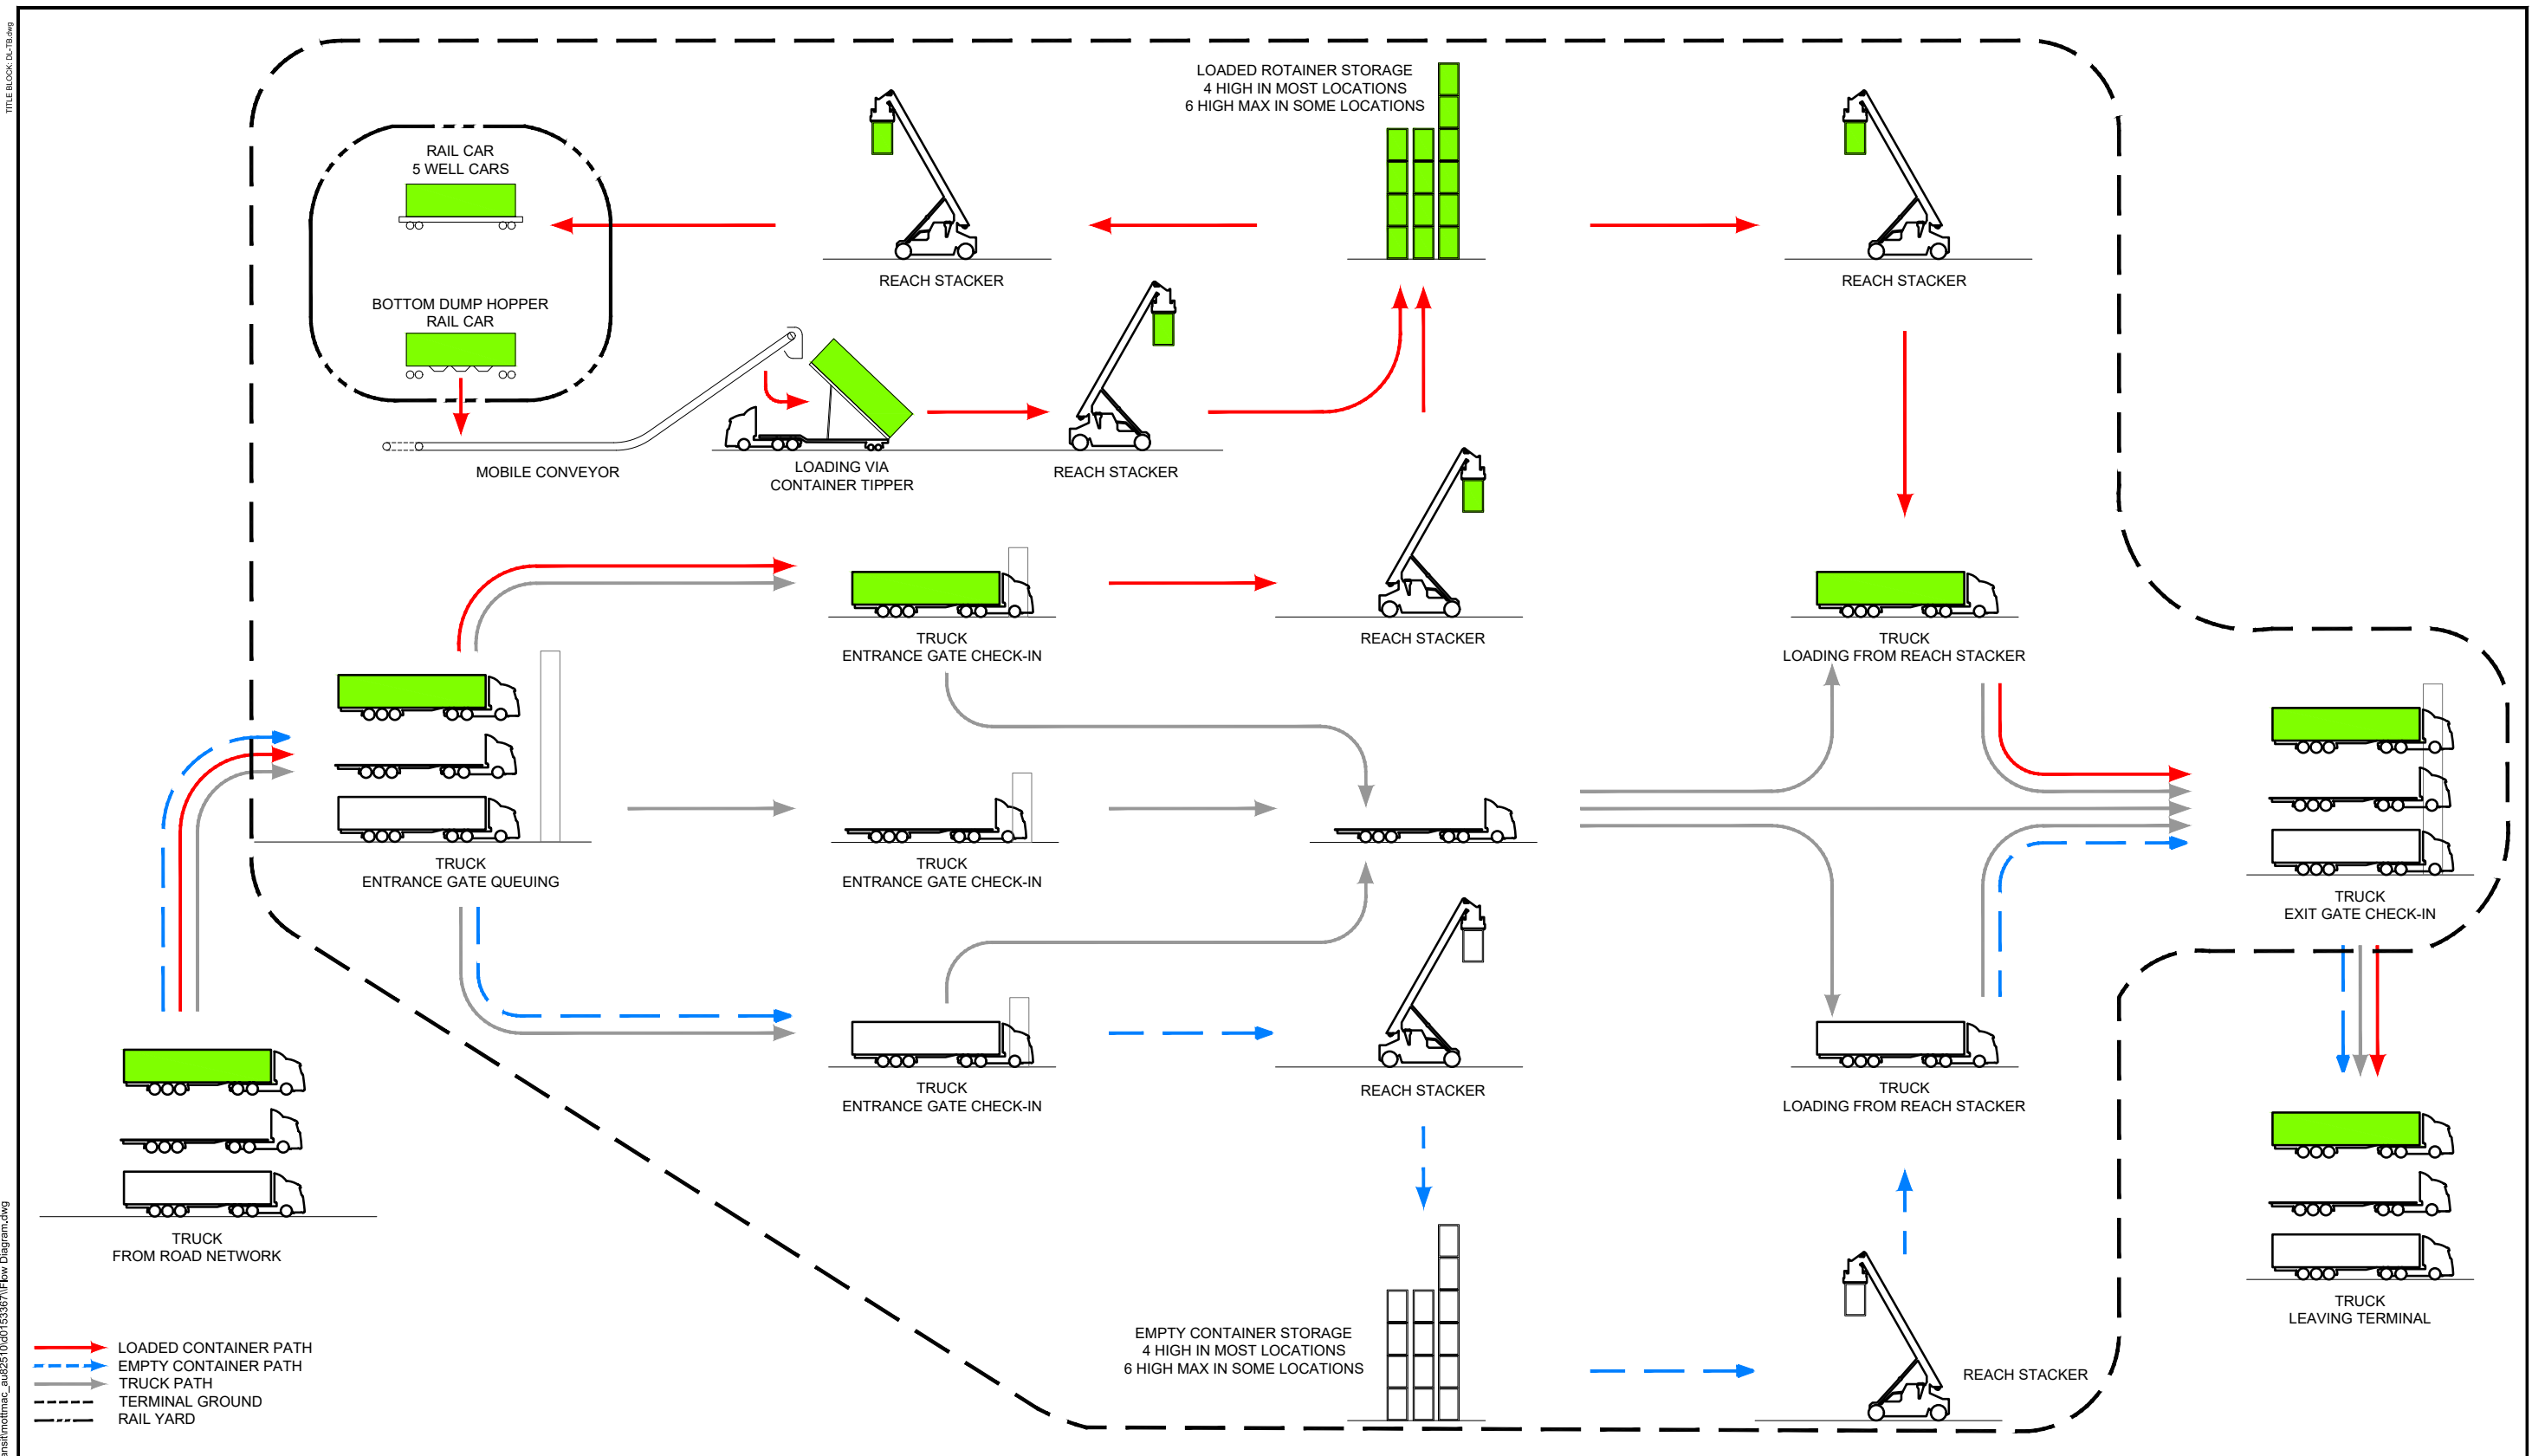 TITLE BLOCK: DL-TB.dwg
LOADED ROTAINER STORAGE
4 HIGH IN MOST LOCATIONS
6 HIGH MAX IN SOME LOCATIONS
RAIL CAR
5 WELL CARS
REACH STACKER
REACH STACKER
BOTTOM DUMP HOPPER
RAIL CAR
MOBILE CONVEYOR
LOADING VIA
CONTAINER TIPPER
REACH STACKER
TRUCK
ENTRANCE GATE CHECK-IN
REACH STACKER
TRUCK
LOADING FROM REACH STACKER
TRUCK
ENTRANCE GATE QUEUING
TRUCK
ENTRANCE GATE CHECK-IN
TRUCK
EXIT GATE CHECK-IN
TRUCK
ENTRANCE GATE CHECK-IN
REACH STACKER
TRUCK
LOADING FROM REACH STACKER
TRUCK
FROM ROAD NETWORK
TRUCK
LEAVING TERMINAL
EMPTY CONTAINER STORAGE
4 HIGH IN MOST LOCATIONS
6 HIGH MAX IN SOME LOCATIONS
REACH STACKER
LOADED CONTAINER PATH
EMPTY CONTAINER PATH
TRUCK PATH
TERMINAL GROUND
RAIL YARD
ansit\mottmac_au82510\d0153367\\Flow Diagram.dwg